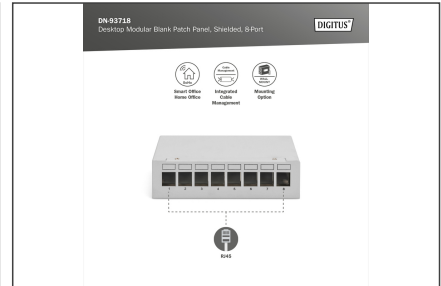 DN-93718
Desktop Modular Blank Patch Panel, Shielded, 8-Port
DIGITUS®
Smart Office
Home Office
Integrated
Cable
Management
Mounting
Option
1 2 3 4 5 6 7 8
RJ45